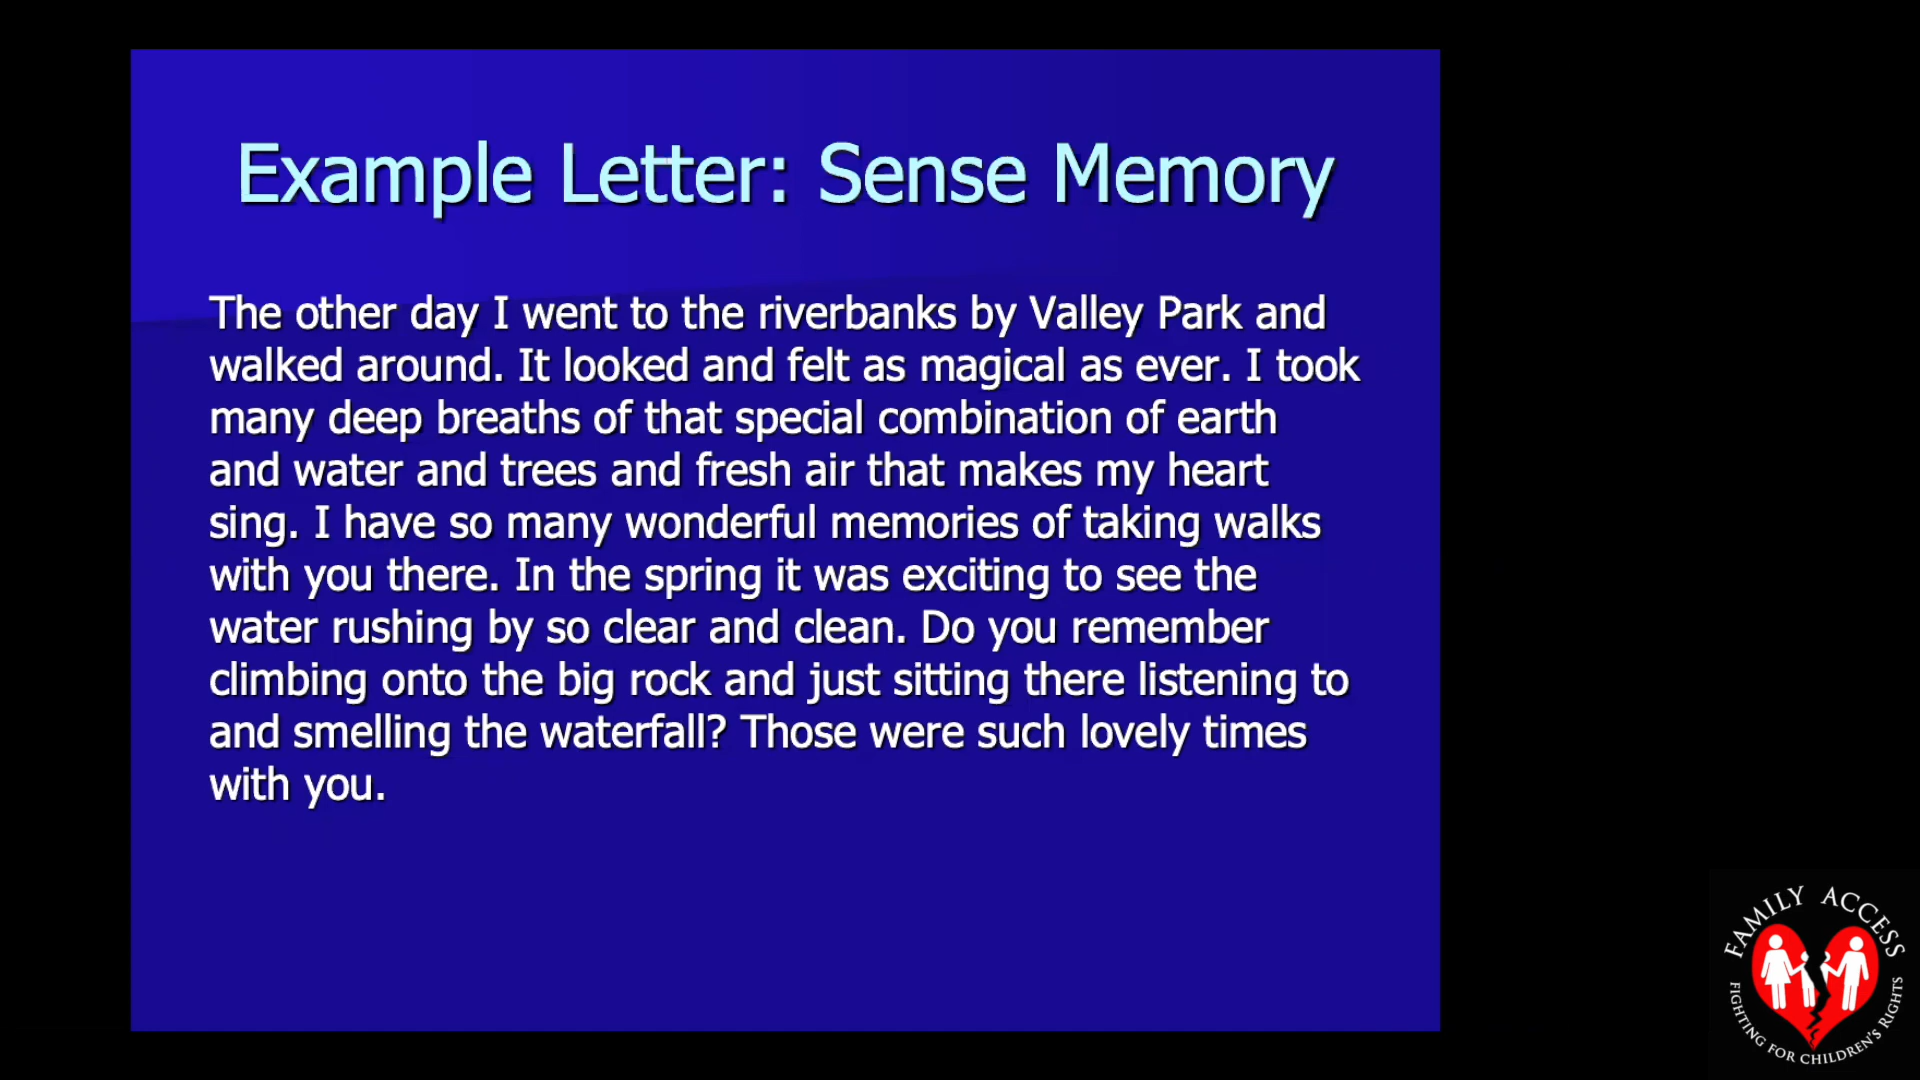 Example Letter: Sense Memory
The other day I went to the riverbanks by Valley Park and
walked around. It looked and felt as magical as ever. I took
many deep breaths of that special combination of earth
and water and trees and fresh air that makes my heart
sing. I have so many wonderful memories of taking walks
with you there. In the spring it was exciting to see the
water rushing by so clear and clean. Do you remember
climbing onto the big rock and just sitting there listening to
and smelling the waterfall? Those were such lovely times
with you.
FAMILY ACCESS
FIGHTING FOR CHILDREN'S RIGHTS